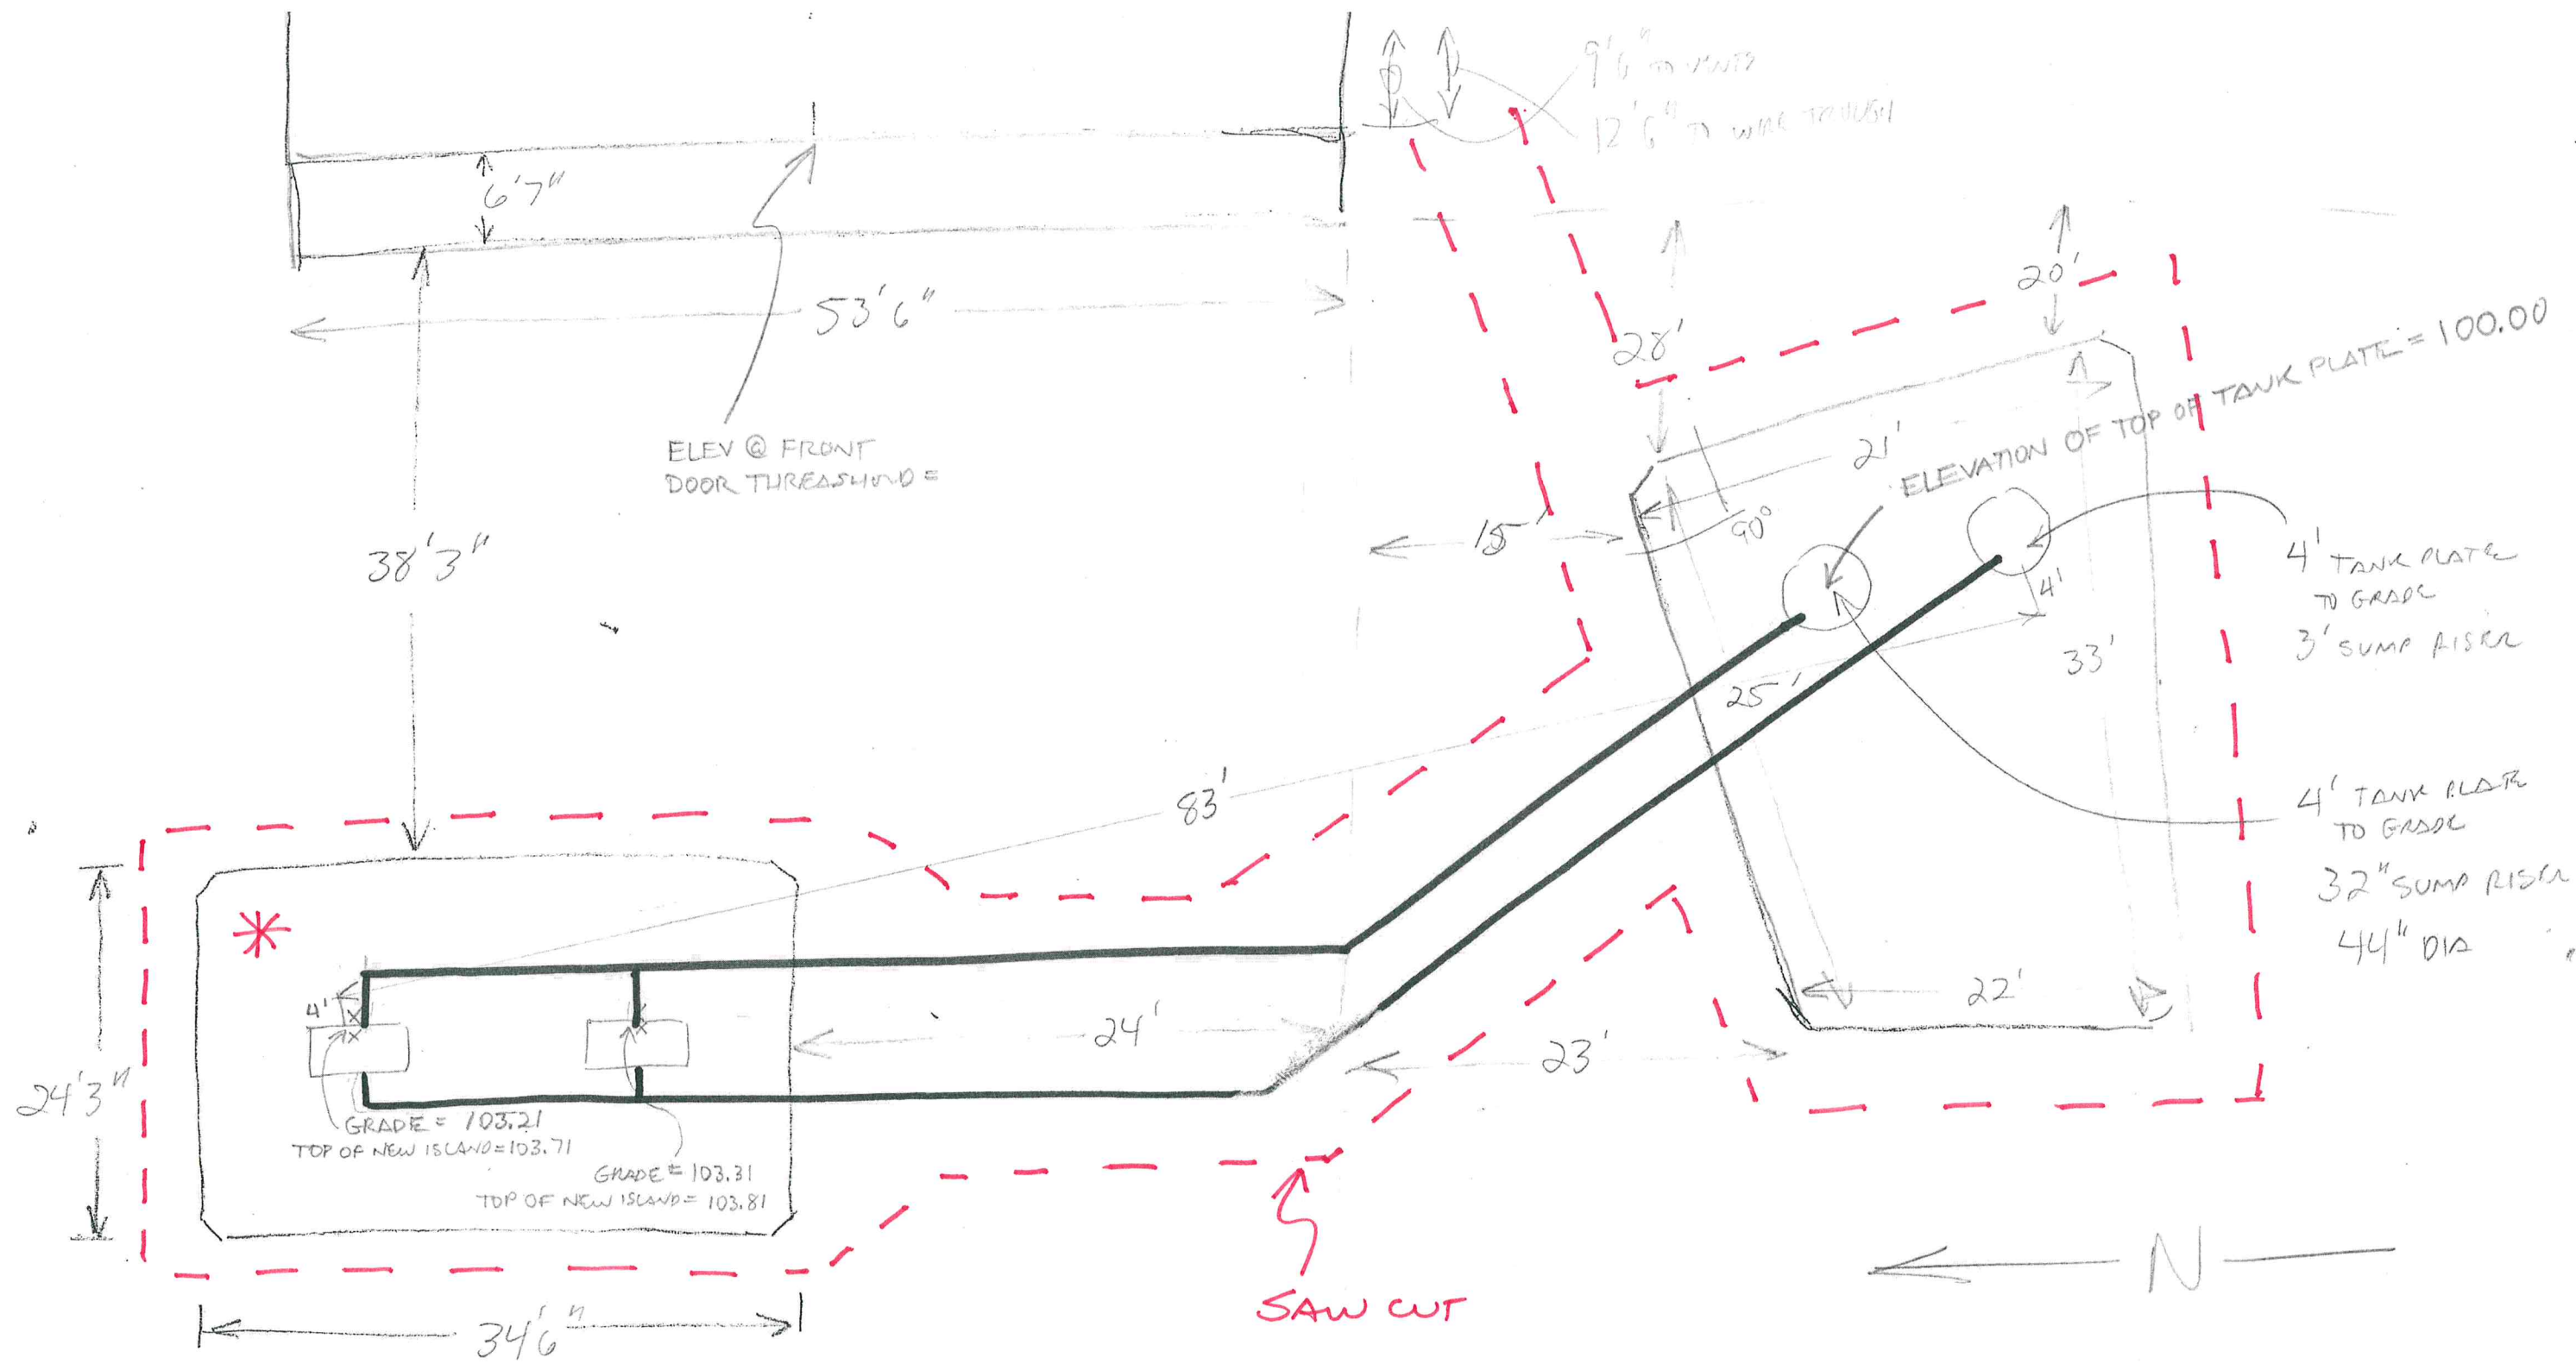 9'6" TO VENTS
12'6" TO WIRE TROUGH
6'7"
53'6"
28'
20'
ELEVATION OF TOP OF TANK PLATE = 100.00
ELEV @ FRONT
DOOR THREASHOLD =
21'
90°
15'
38'3"
4' TANK PLATE
TO GRADE
3' SUMP RISER
4'
33'
25'
83'
4' TANK PLATE
TO GRADE
32" SUMP RISER
44" DIA
4'
24'
22'
23'
24'3"
GRADE = 103.21
TOP OF NEW ISLAND = 103.71
GRADE = 103.31
TOP OF NEW ISLAND = 103.81
N
SAW CUT
34'6"